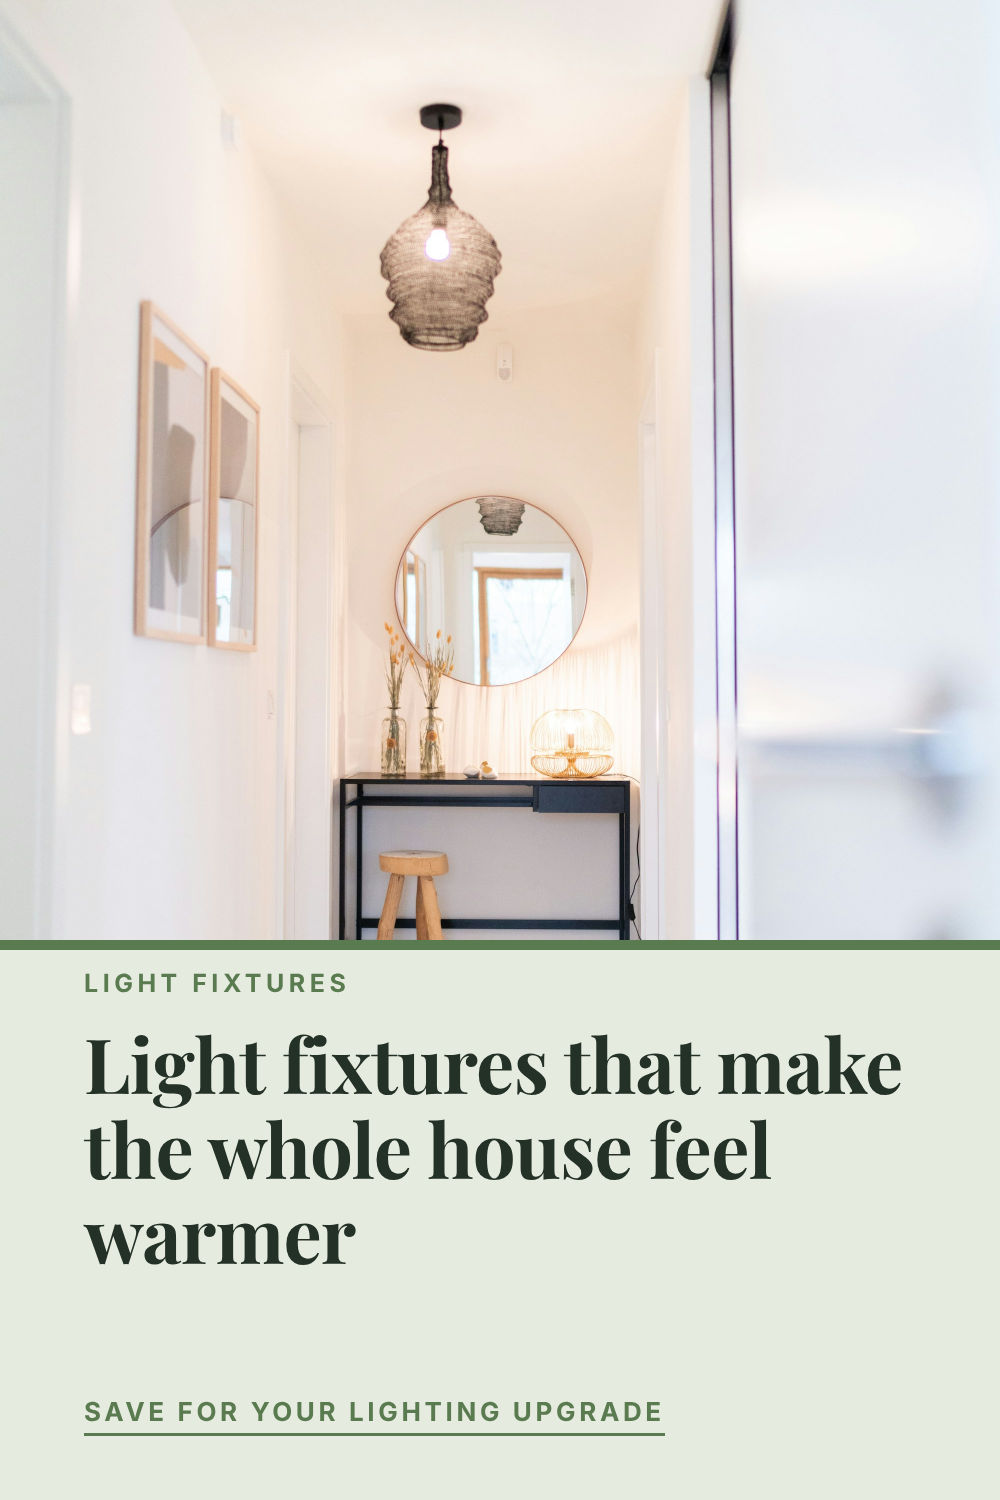 LIGHT FIXTURES
Light fixtures that make
the whole house feel
warmer
SAVE FOR YOUR LIGHTING UPGRADE